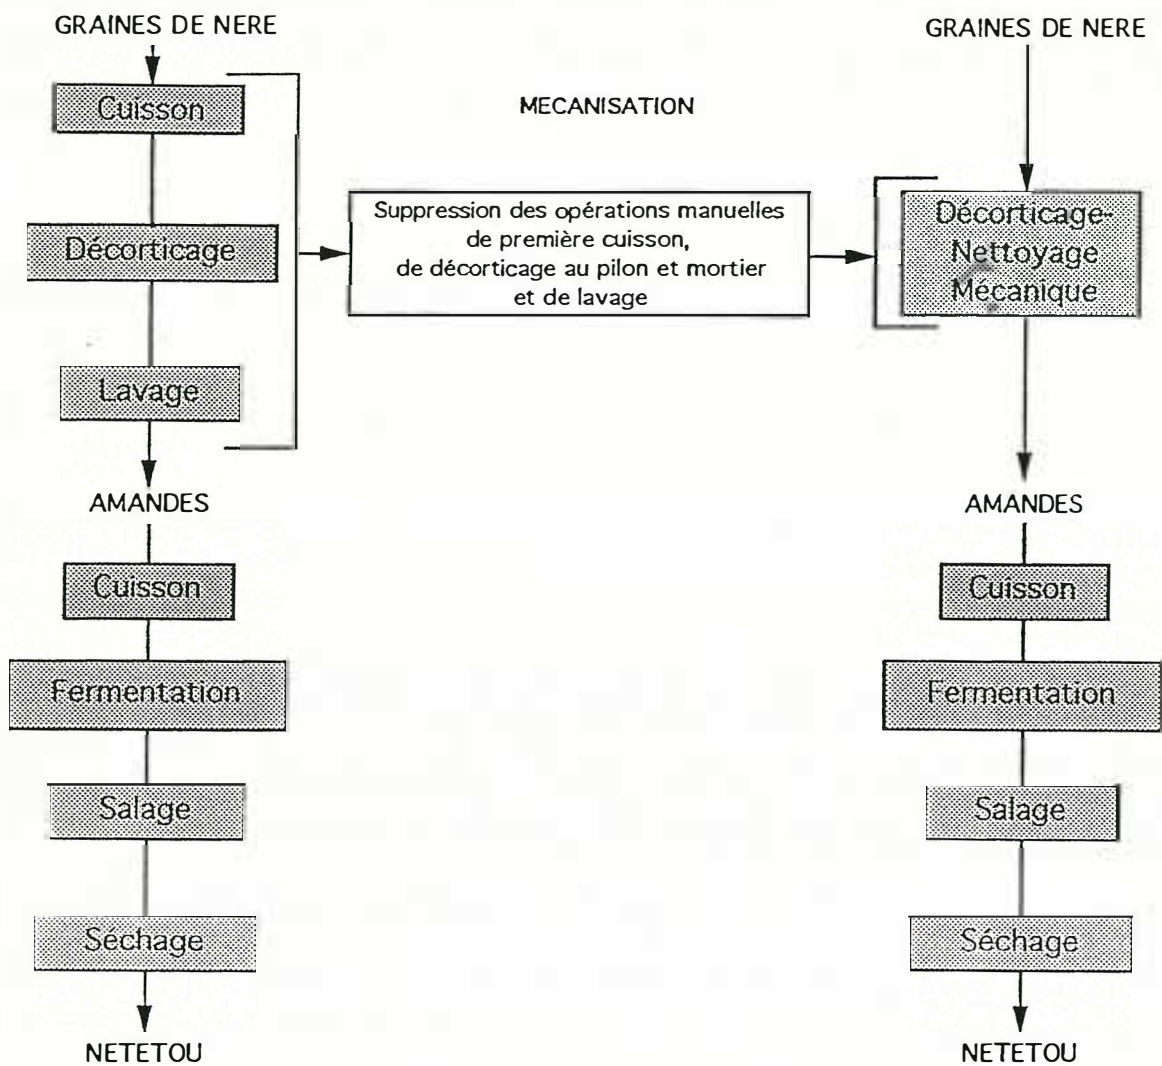 GRAINES DE NERE
Cuisson
Décorticage
Lavage
AMANDES
Cuisson
Fermentation
Salage
Séchage
NETETOU
MECANISATION
Suppression des opérations manuelles
de première cuisson,
de décorticage au pilon et mortier
et de lavage
GRAINES DE NERE
Décorticage-
Nettoyage
Mécanique
AMANDES
Cuisson
Fermentation
Salage
Séchage
NETETOU